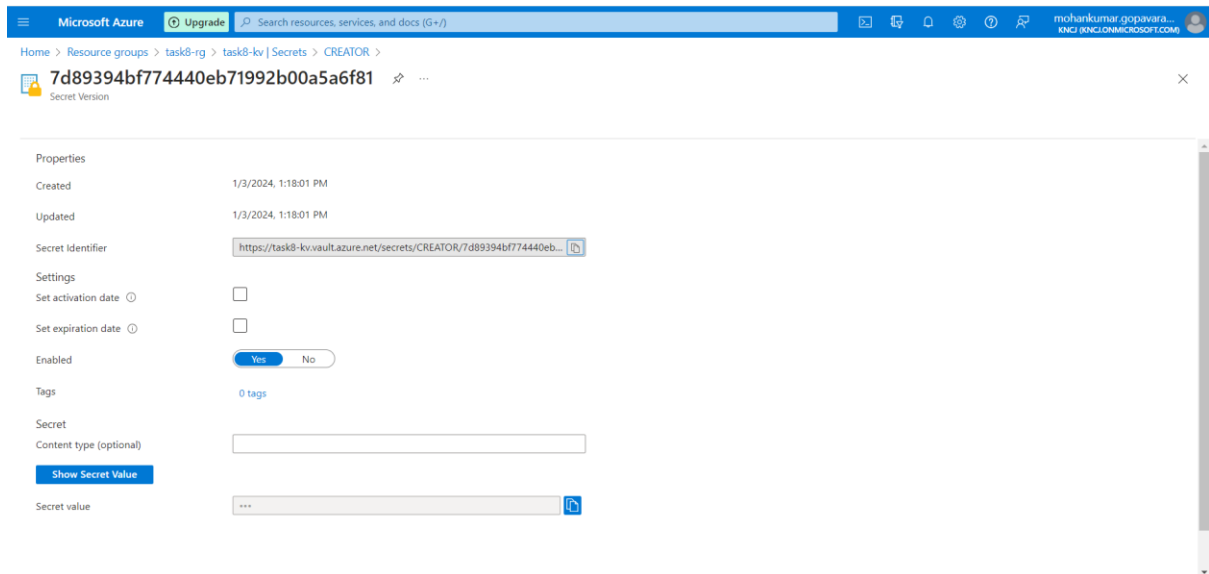 Microsoft Azure
Upgrade
Search resources, services, and docs (G+/)
mohankumar.gopavara...
KNCJ (KNCJ.ONMICROSOFT.COM)
Home > Resource groups > task8-rg > task8-kv | Secrets > CREATOR >
7d89394bf774440eb71992b00a5a6f81
Secret Version
Properties
Created 1/3/2024, 1:18:01 PM
Updated 1/3/2024, 1:18:01 PM
Secret Identifier https://task8-kv.vault.azure.net/secrets/CREATOR/7d89394bf774440eb...
Settings
Set activation date
Set expiration date
Enabled Yes No
Tags 0 tags
Secret
Content type (optional)
Show Secret Value
Secret value •••